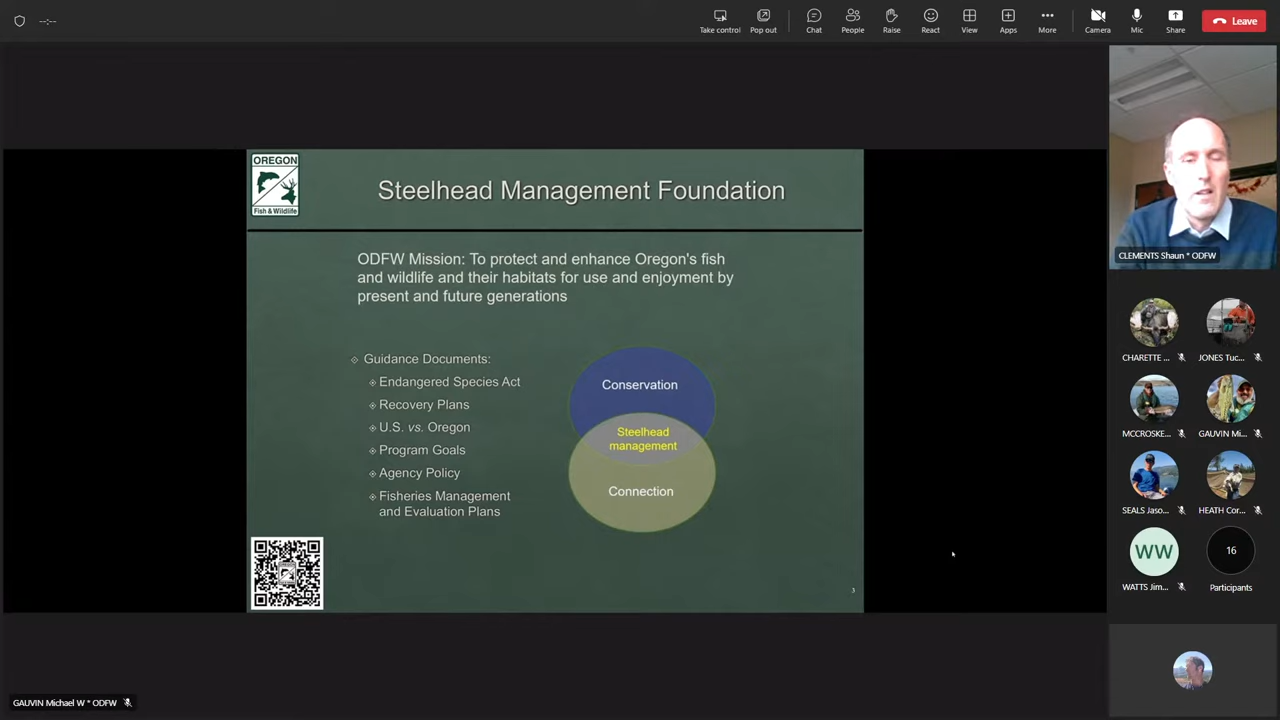 --:--
Take control
Pop out
Chat
People
Raise
React
View
Apps
More
Camera
Mic
Share
Leave
OREGON
Fish & Wildlife
Steelhead Management Foundation
ODFW Mission: To protect and enhance Oregon's fish
and wildlife and their habitats for use and enjoyment by
present and future generations
Guidance Documents:
Endangered Species Act
Recovery Plans
U.S. vs. Oregon
Program Goals
Agency Policy
Fisheries Management
and Evaluation Plans
Conservation
Steelhead
management
Connection
3
CLEMENTS Shaun * ODFW
CHARETTE ...
JONES Tuc...
MCCROSKE...
GAUVIN Mi...
SEALS Jaso...
HEATH Cor...
WW
16
WATTS Jim...
Participants
GAUVIN Michael W * ODFW